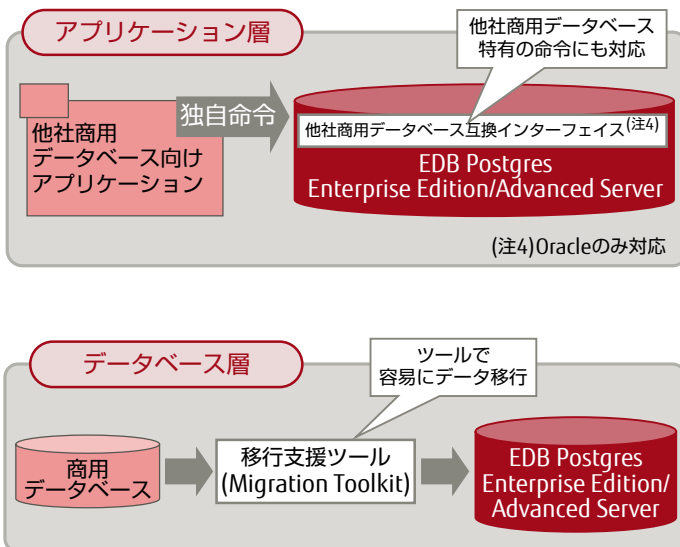 アプリケーション層
他社商用データベース
特有の命令にも対応
独自命令
他社商用
データベース向け
アプリケーション
他社商用データベース互換インターフェイス(注4)
EDB Postgres
Enterprise Edition/Advanced Server
(注4)Oracleのみ対応
データベース層
ツールで
容易にデータ移行
商用
データベース
移行支援ツール
(Migration Toolkit)
EDB Postgres
Enterprise Edition/
Advanced Server